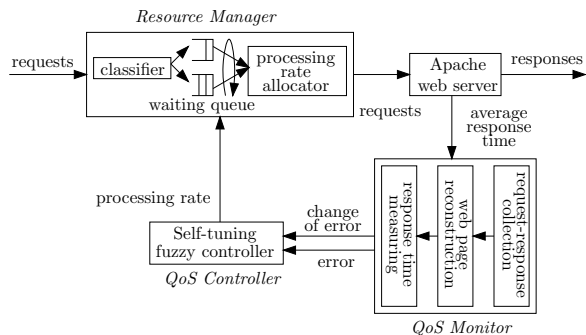 Resource Manager
requests
classifier
waiting queue
processing
rate
allocator
requests
Apache
web server
responses
average
response
time
processing rate
Self-tuning
fuzzy controller
QoS Controller
change
of error
error
response time
measuring
web page
reconstruction
request-response
collection
QoS Monitor